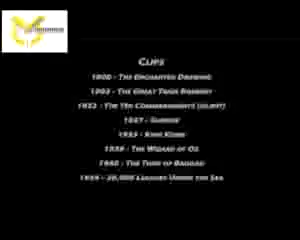 CLIPS
1900 - THE ENCHANTED DRAWING
1903 - THE GREAT TRAIN ROBBERY
1923 - THE TEN COMMANDMENTS (SILENT)
1927 - SUNRISE
1933 - KING KONG
1939 - THE WIZARD OF OZ
1940 - THE THIEF OF BAGDAD
1954 - 20,000 LEAGUES UNDER THE SEA